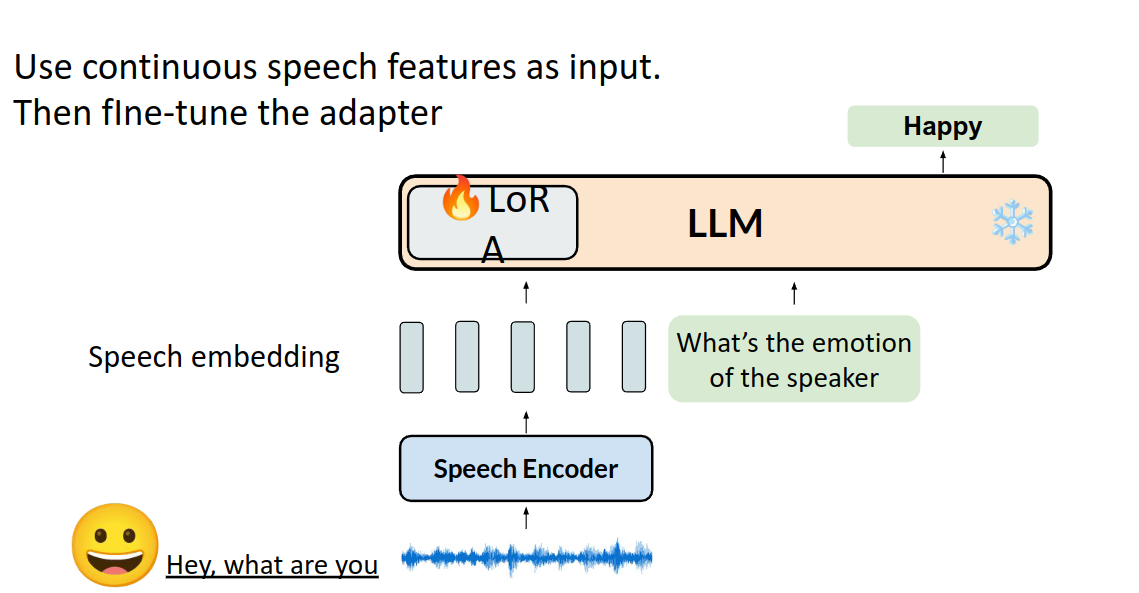 Use continuous speech features as input.
Then fIne-tune the adapter
Happy
LoR
A
LLM
Speech embedding
What’s the emotion
of the speaker
Speech Encoder
Hey, what are you